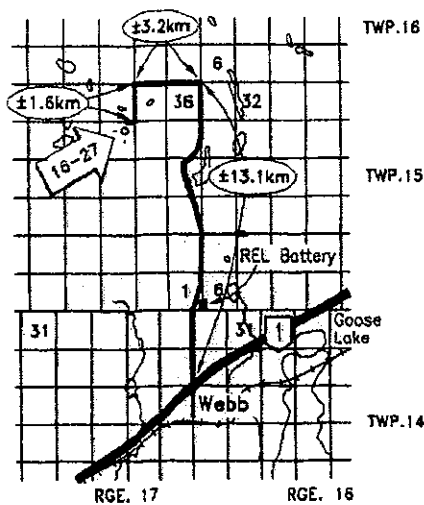 ±3.2km
TWP.16
6
±1.6km
36
32
16-27
±13.1km
TWP.15
REL Battery
1
6
31
31
1
Goose
Lake
Webb
TWP.14
RGE. 17
RGE. 16